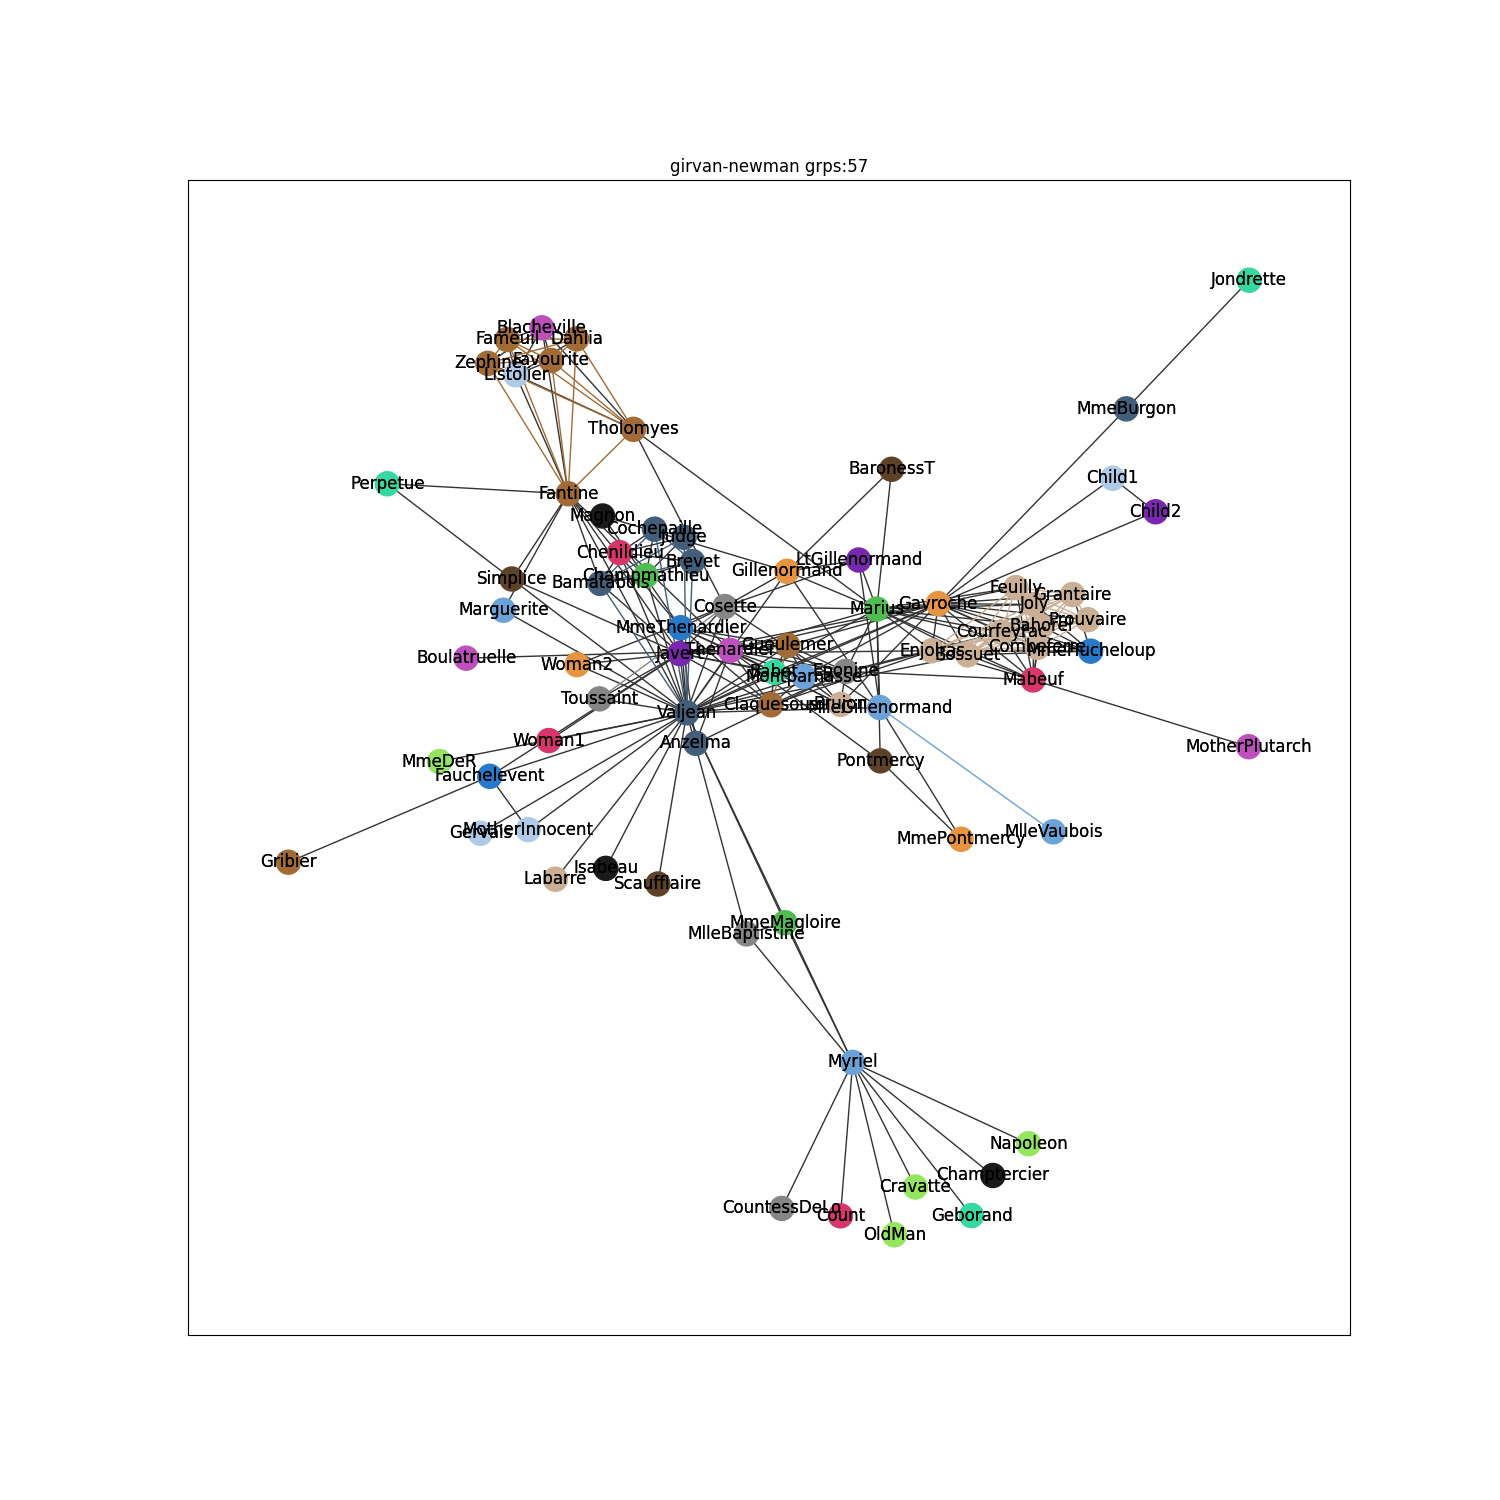 girvan-newman grps:57
Jondrette
Blacheville
Fameuil
Dahlia
Zephine
Favourite
Listolier
MmeBurgon
Tholomyes
BaronessT
Child1
Perpetue
Fantine
Child2
Magnon
Cochepaille
Judge
Chenildieu
Brevet
LtGillenormand
Gillenormand
Champmathieu
Simplice
Bamatabois
Feuilly
Grantaire
Marguerite
Cosette
Marius
Gavroche
Joly
Prouvaire
MmeThenardier
Bahorel
Courfeyrac
Gueulemer
Combeferre
Boulatruelle
Javert
Thenardier
Enjolras
Bossuet
MmeHucheloup
Woman2
Babet
Montparnasse
Eponine
Mabeuf
Toussaint
Valjean
Claquesous
Brujon
MlleGillenormand
Woman1
Anzelma
MotherPlutarch
MmeDeR
Pontmercy
Fauchelevent
Gervais
MotherInnocent
MmePontmercy
MlleVaubois
Gribier
Labarre
Isabeau
Scaufflaire
MmeMagloire
MlleBaptistine
Myriel
Napoleon
Champtercier
Cravatte
CountessDeLo
Count
Geborand
OldMan